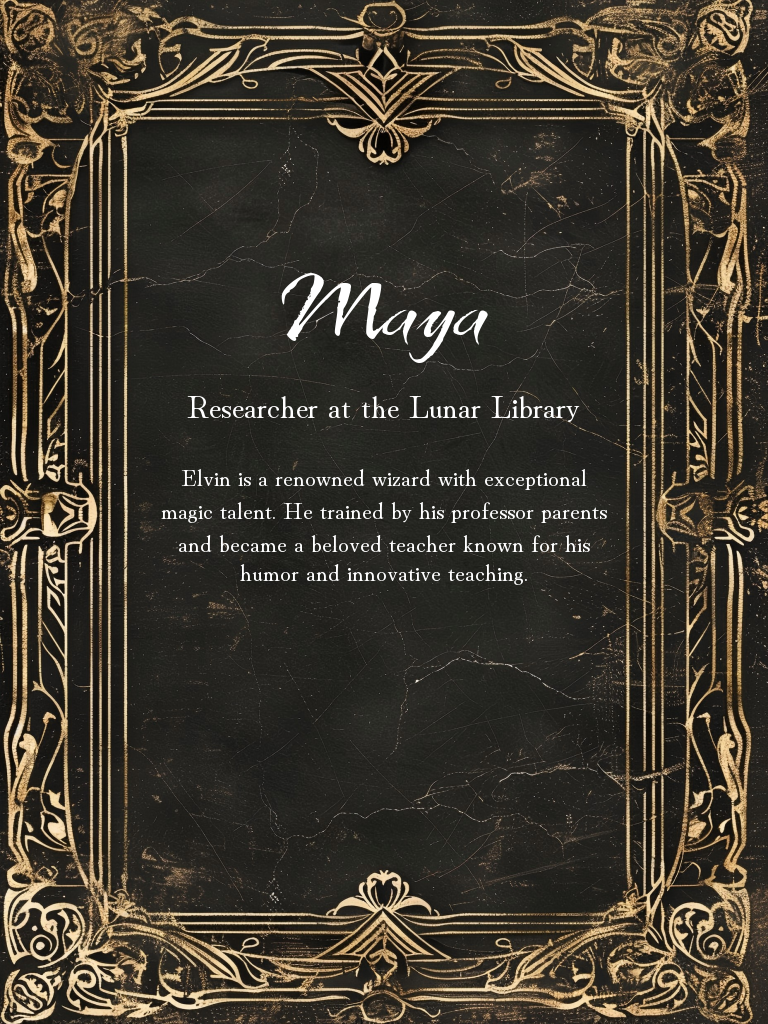 Maya
Researcher at the Lunar Library
Elvin is a renowned wizard with exceptional
magic talent. He trained by his professor parents
and became a beloved teacher known for his
humor and innovative teaching.